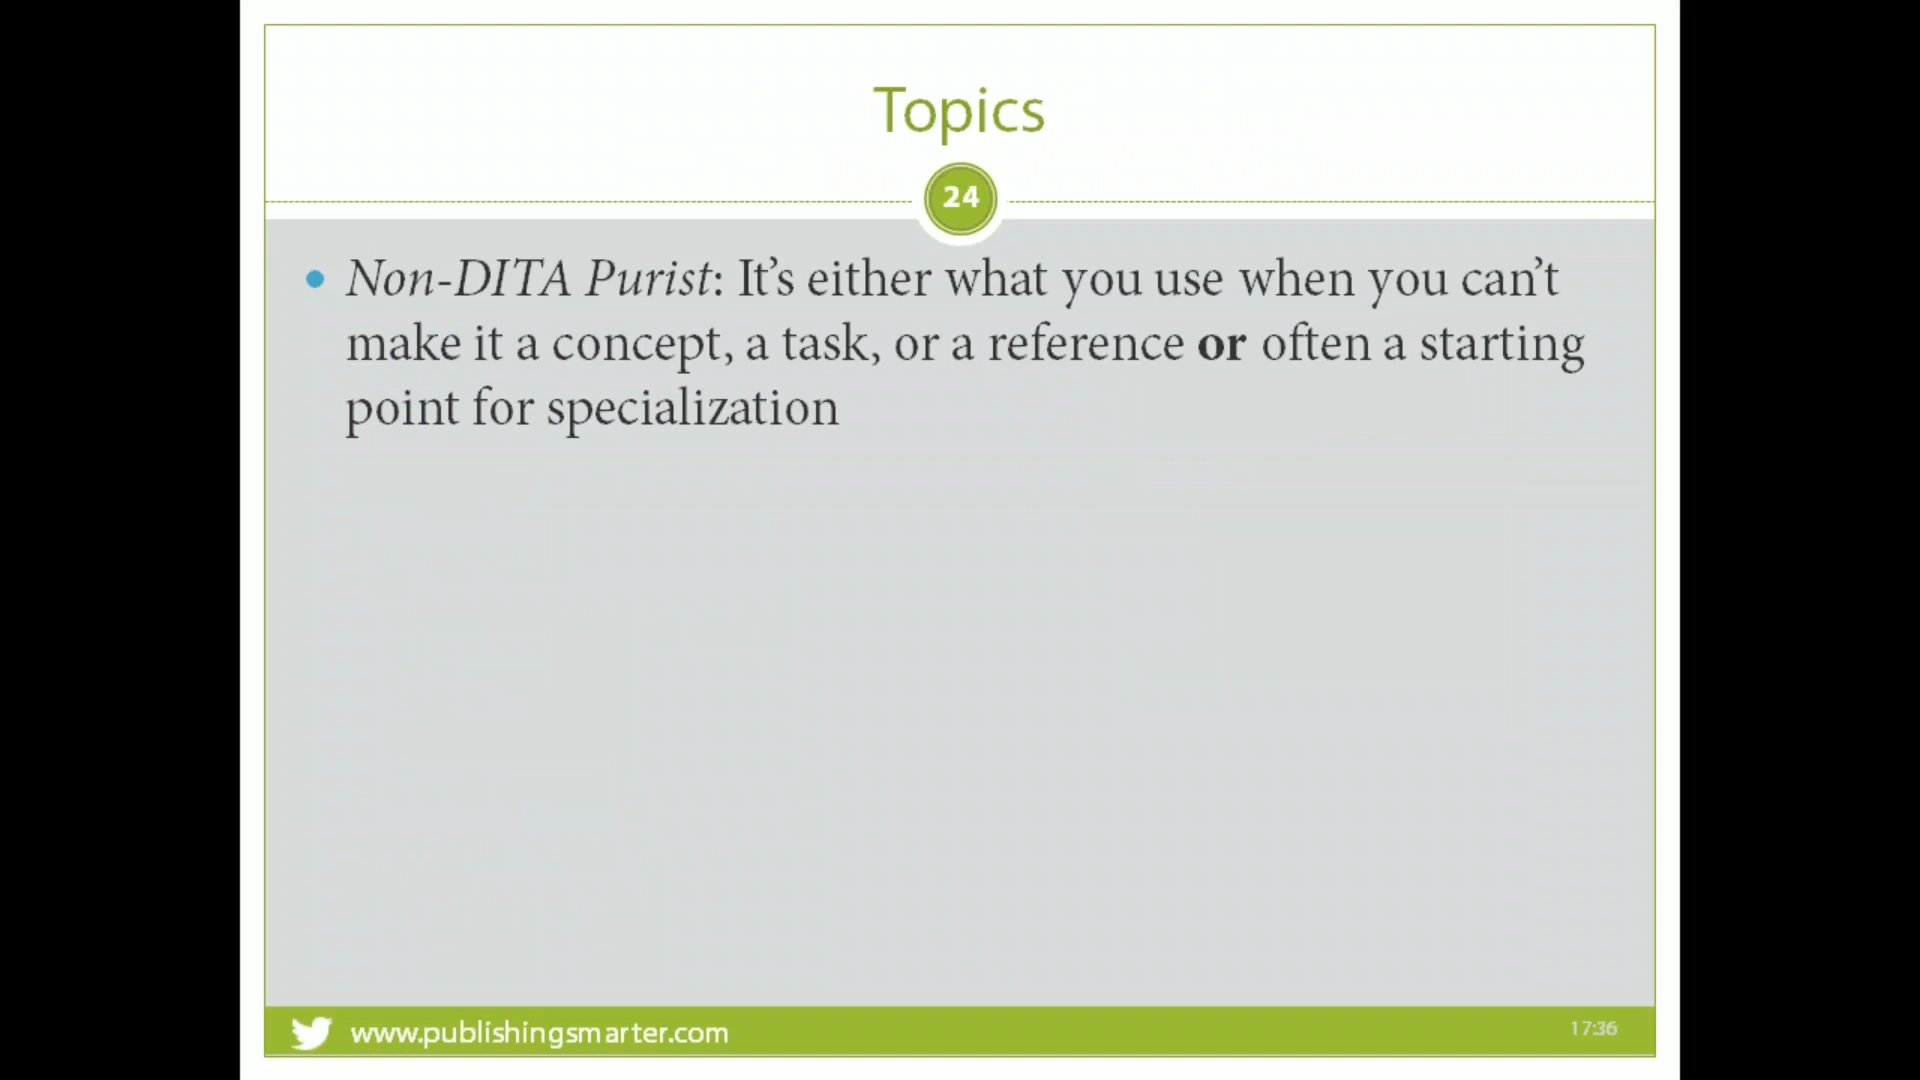 Topics
24
Non-DITA Purist: It’s either what you use when you can’t
make it a concept, a task, or a reference or often a starting
point for specialization
www.publishingsmarter.com
17:36